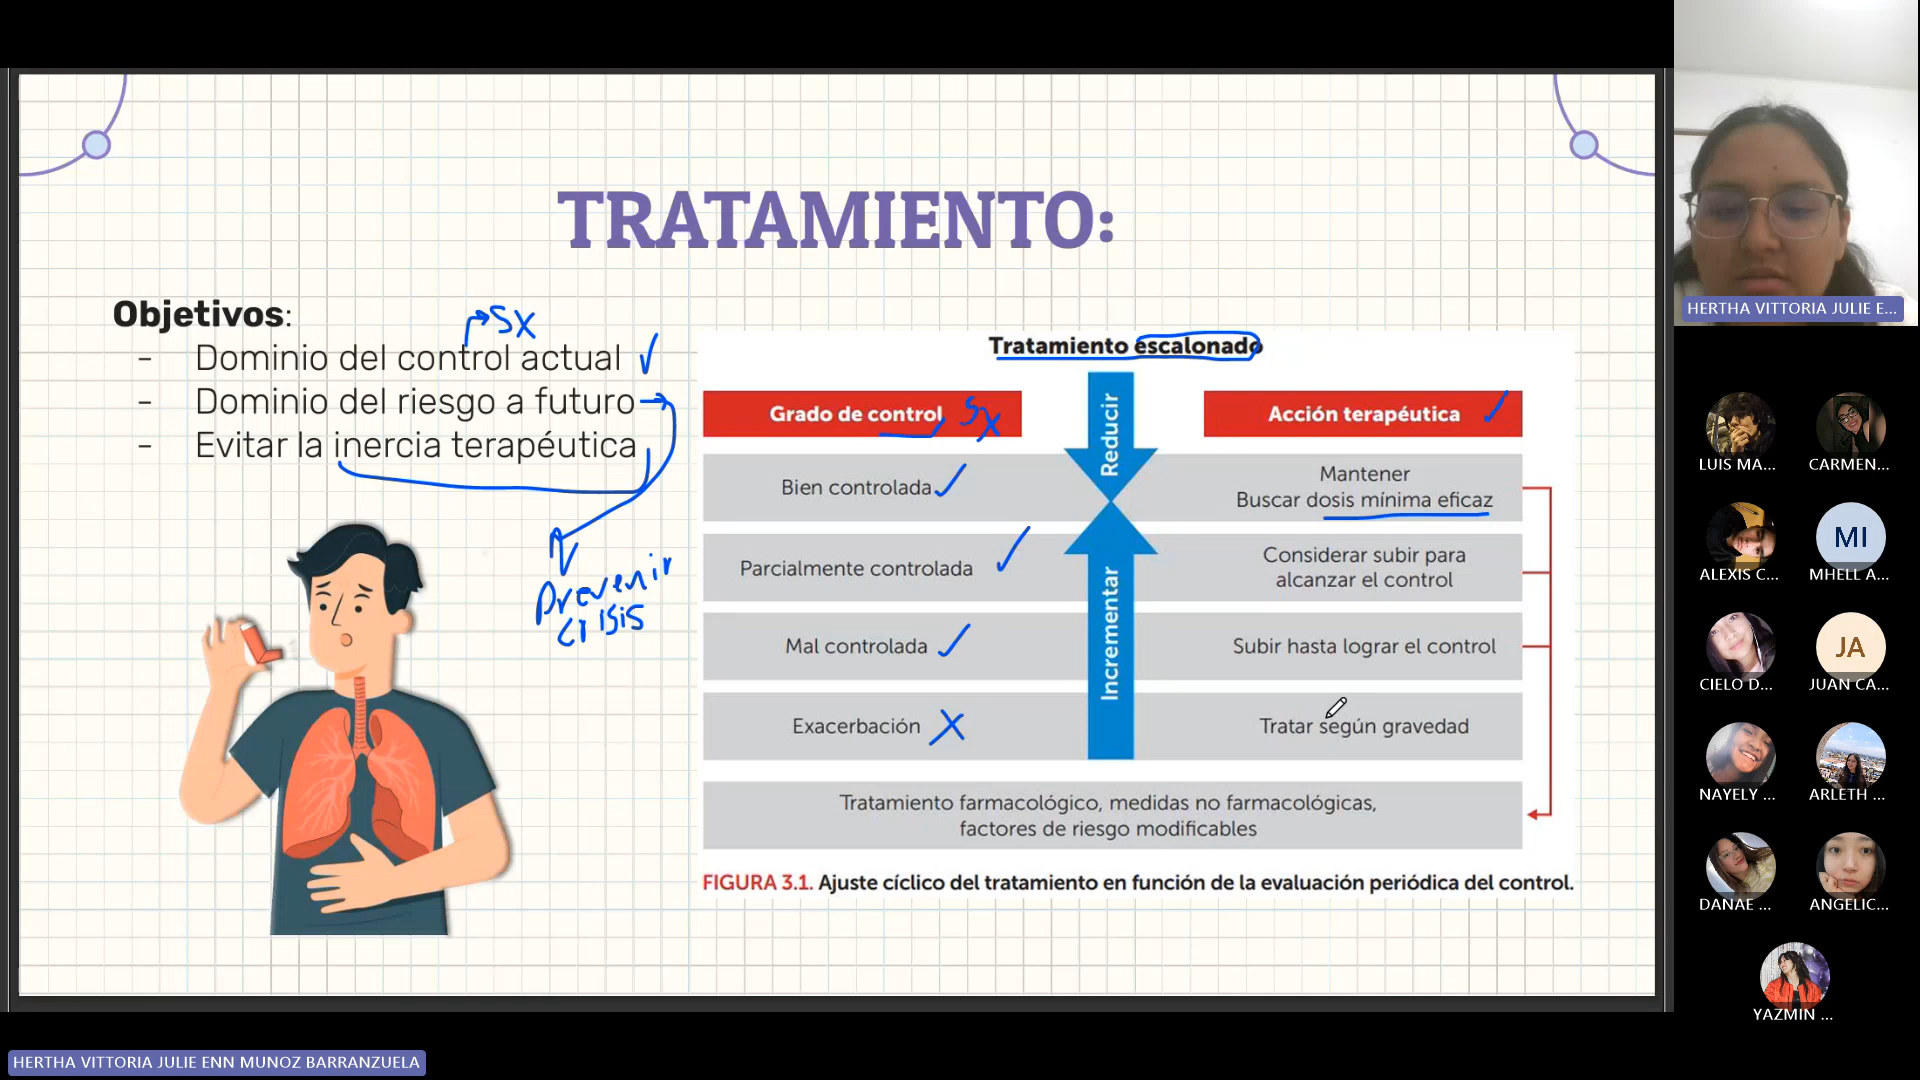 TRATAMIENTO:
Objetivos:
SX
- Dominio del control actual
- Dominio del riesgo a futuro
- Evitar la inercia terapéutica
Prevenir
crisis
Tratamiento escalonado
Grado de control
Sx
Acción terapéutica
Reducir
Bien controlada
Mantener
Buscar dosis mínima eficaz
Parcialmente controlada
Considerar subir para
alcanzar el control
Incrementar
Mal controlada
Subir hasta lograr el control
Exacerbación
Tratar según gravedad
Tratamiento farmacológico, medidas no farmacológicas,
factores de riesgo modificables
FIGURA 3.1. Ajuste cíclico del tratamiento en función de la evaluación periódica del control.
HERTHA VITTORIA JULIE E...
LUIS MA...
CARMEN...
ALEXIS C...
MI
MHELL A...
CIELO D...
JA
JUAN CA...
NAYELY ...
ARLETH ...
DANAE ...
ANGELIC...
YAZMIN ...
HERTHA VITTORIA JULIE ENN MUNOZ BARRANZUELA